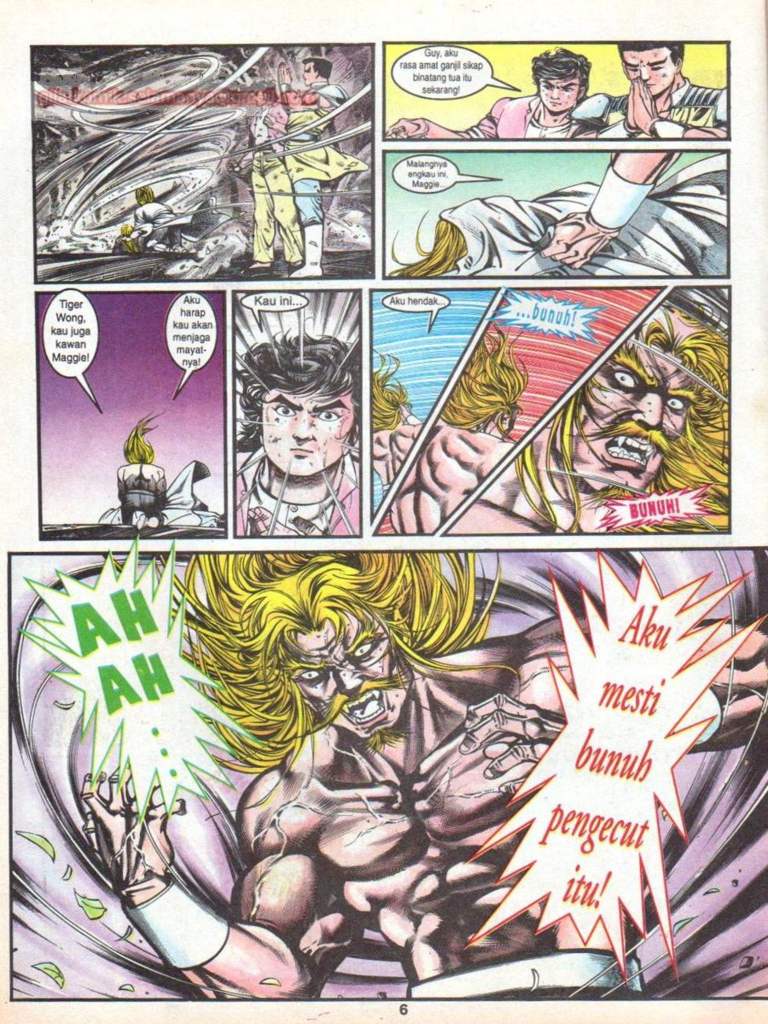 Guy, aku
rasa amat ganjil sikap
binatang tua itu
sekarang!
Malangnya
engkau ini,
Maggie...
Tiger
Wong,
kau juga
kawan
Maggie!
Aku
harap
kau akan
menjaga
mayat-
nya!
Kau ini...
Aku hendak...
...bunuh!
BUNUH!
AH
AH
......
Aku
mesti
bunuh
pengecut
itu!
6